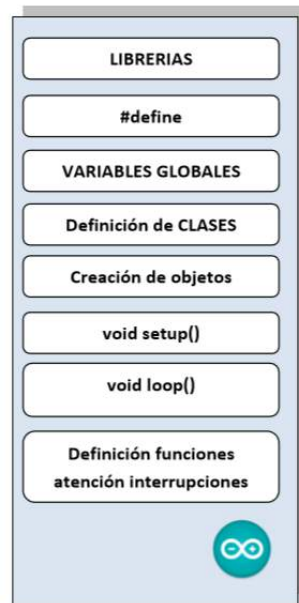 LIBRERIAS
#define
VARIABLES GLOBALES
Definición de CLASES
Creación de objetos
void setup()
void loop()
Definición funciones
atención interrupciones